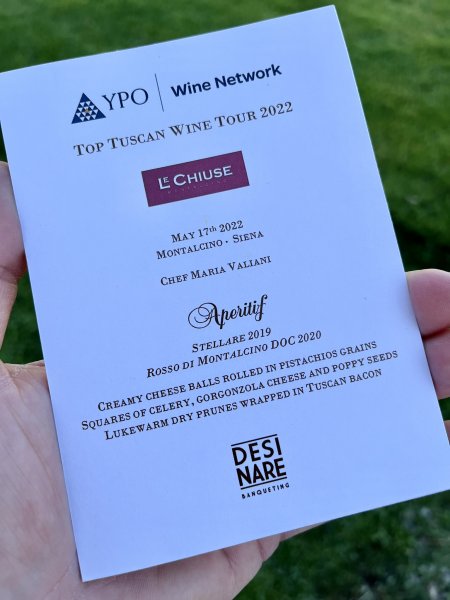 YPO | Wine Network
Top Tuscan Wine Tour 2022
Le Chiuse
May 17th 2022
Montalcino · Siena
Chef Maria Valiani
Aperitif
Stellare 2019
Rosso di Montalcino DOC 2020
Creamy cheese balls rolled in pistachios grains
Squares of celery, gorgonzola cheese and poppy seeds
Lukewarm dry prunes wrapped in Tuscan bacon
DESI
NARE
BANQUETING